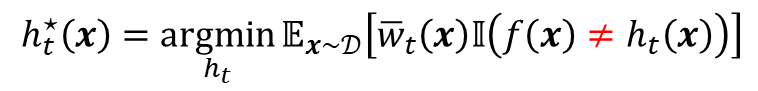 h_t^⋆(𝒙) = argmin_{h_t} 𝔼_{𝒙∼𝒟}[w̅_t(𝒙)𝕀(f(𝒙) ≠ h_t(𝒙))]